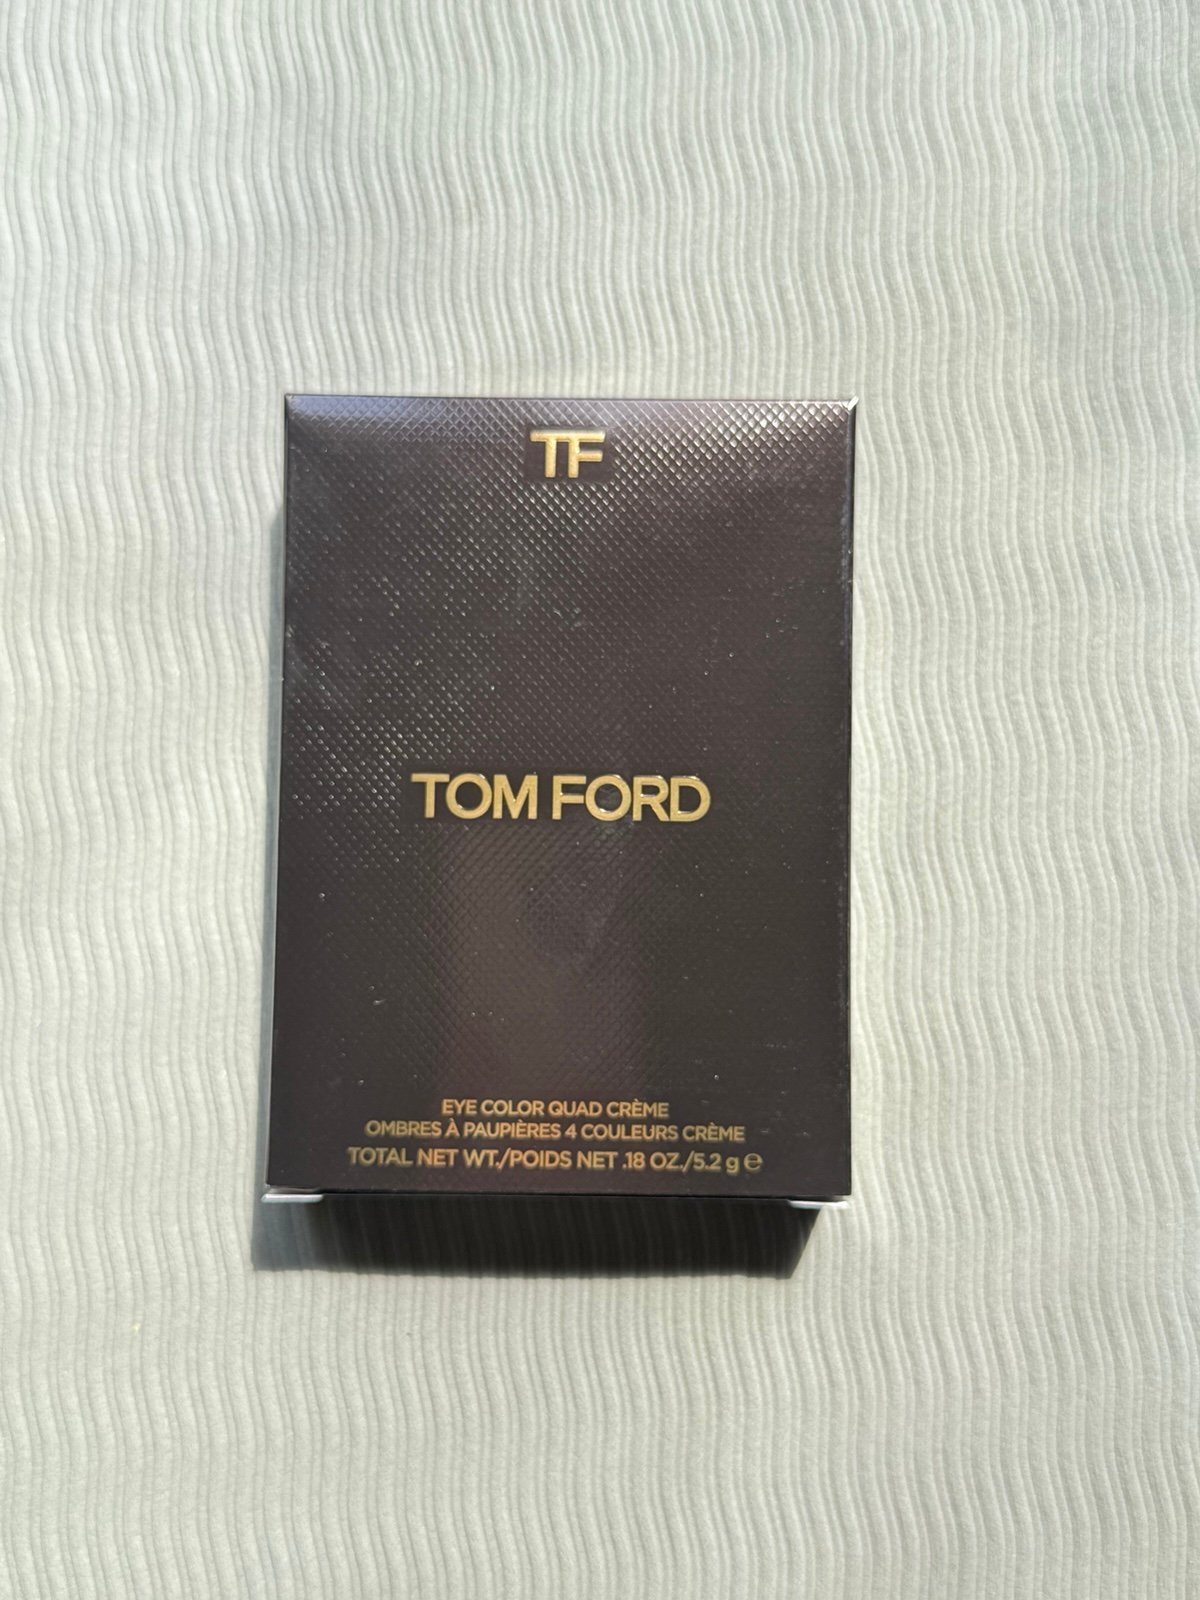 TF
TOM FORD
EYE COLOR QUAD CRÈME
OMBRES À PAUPIÈRES 4 COULEURS CRÈME
TOTAL NET WT./POIDS NET .18 OZ./5.2 g ℮